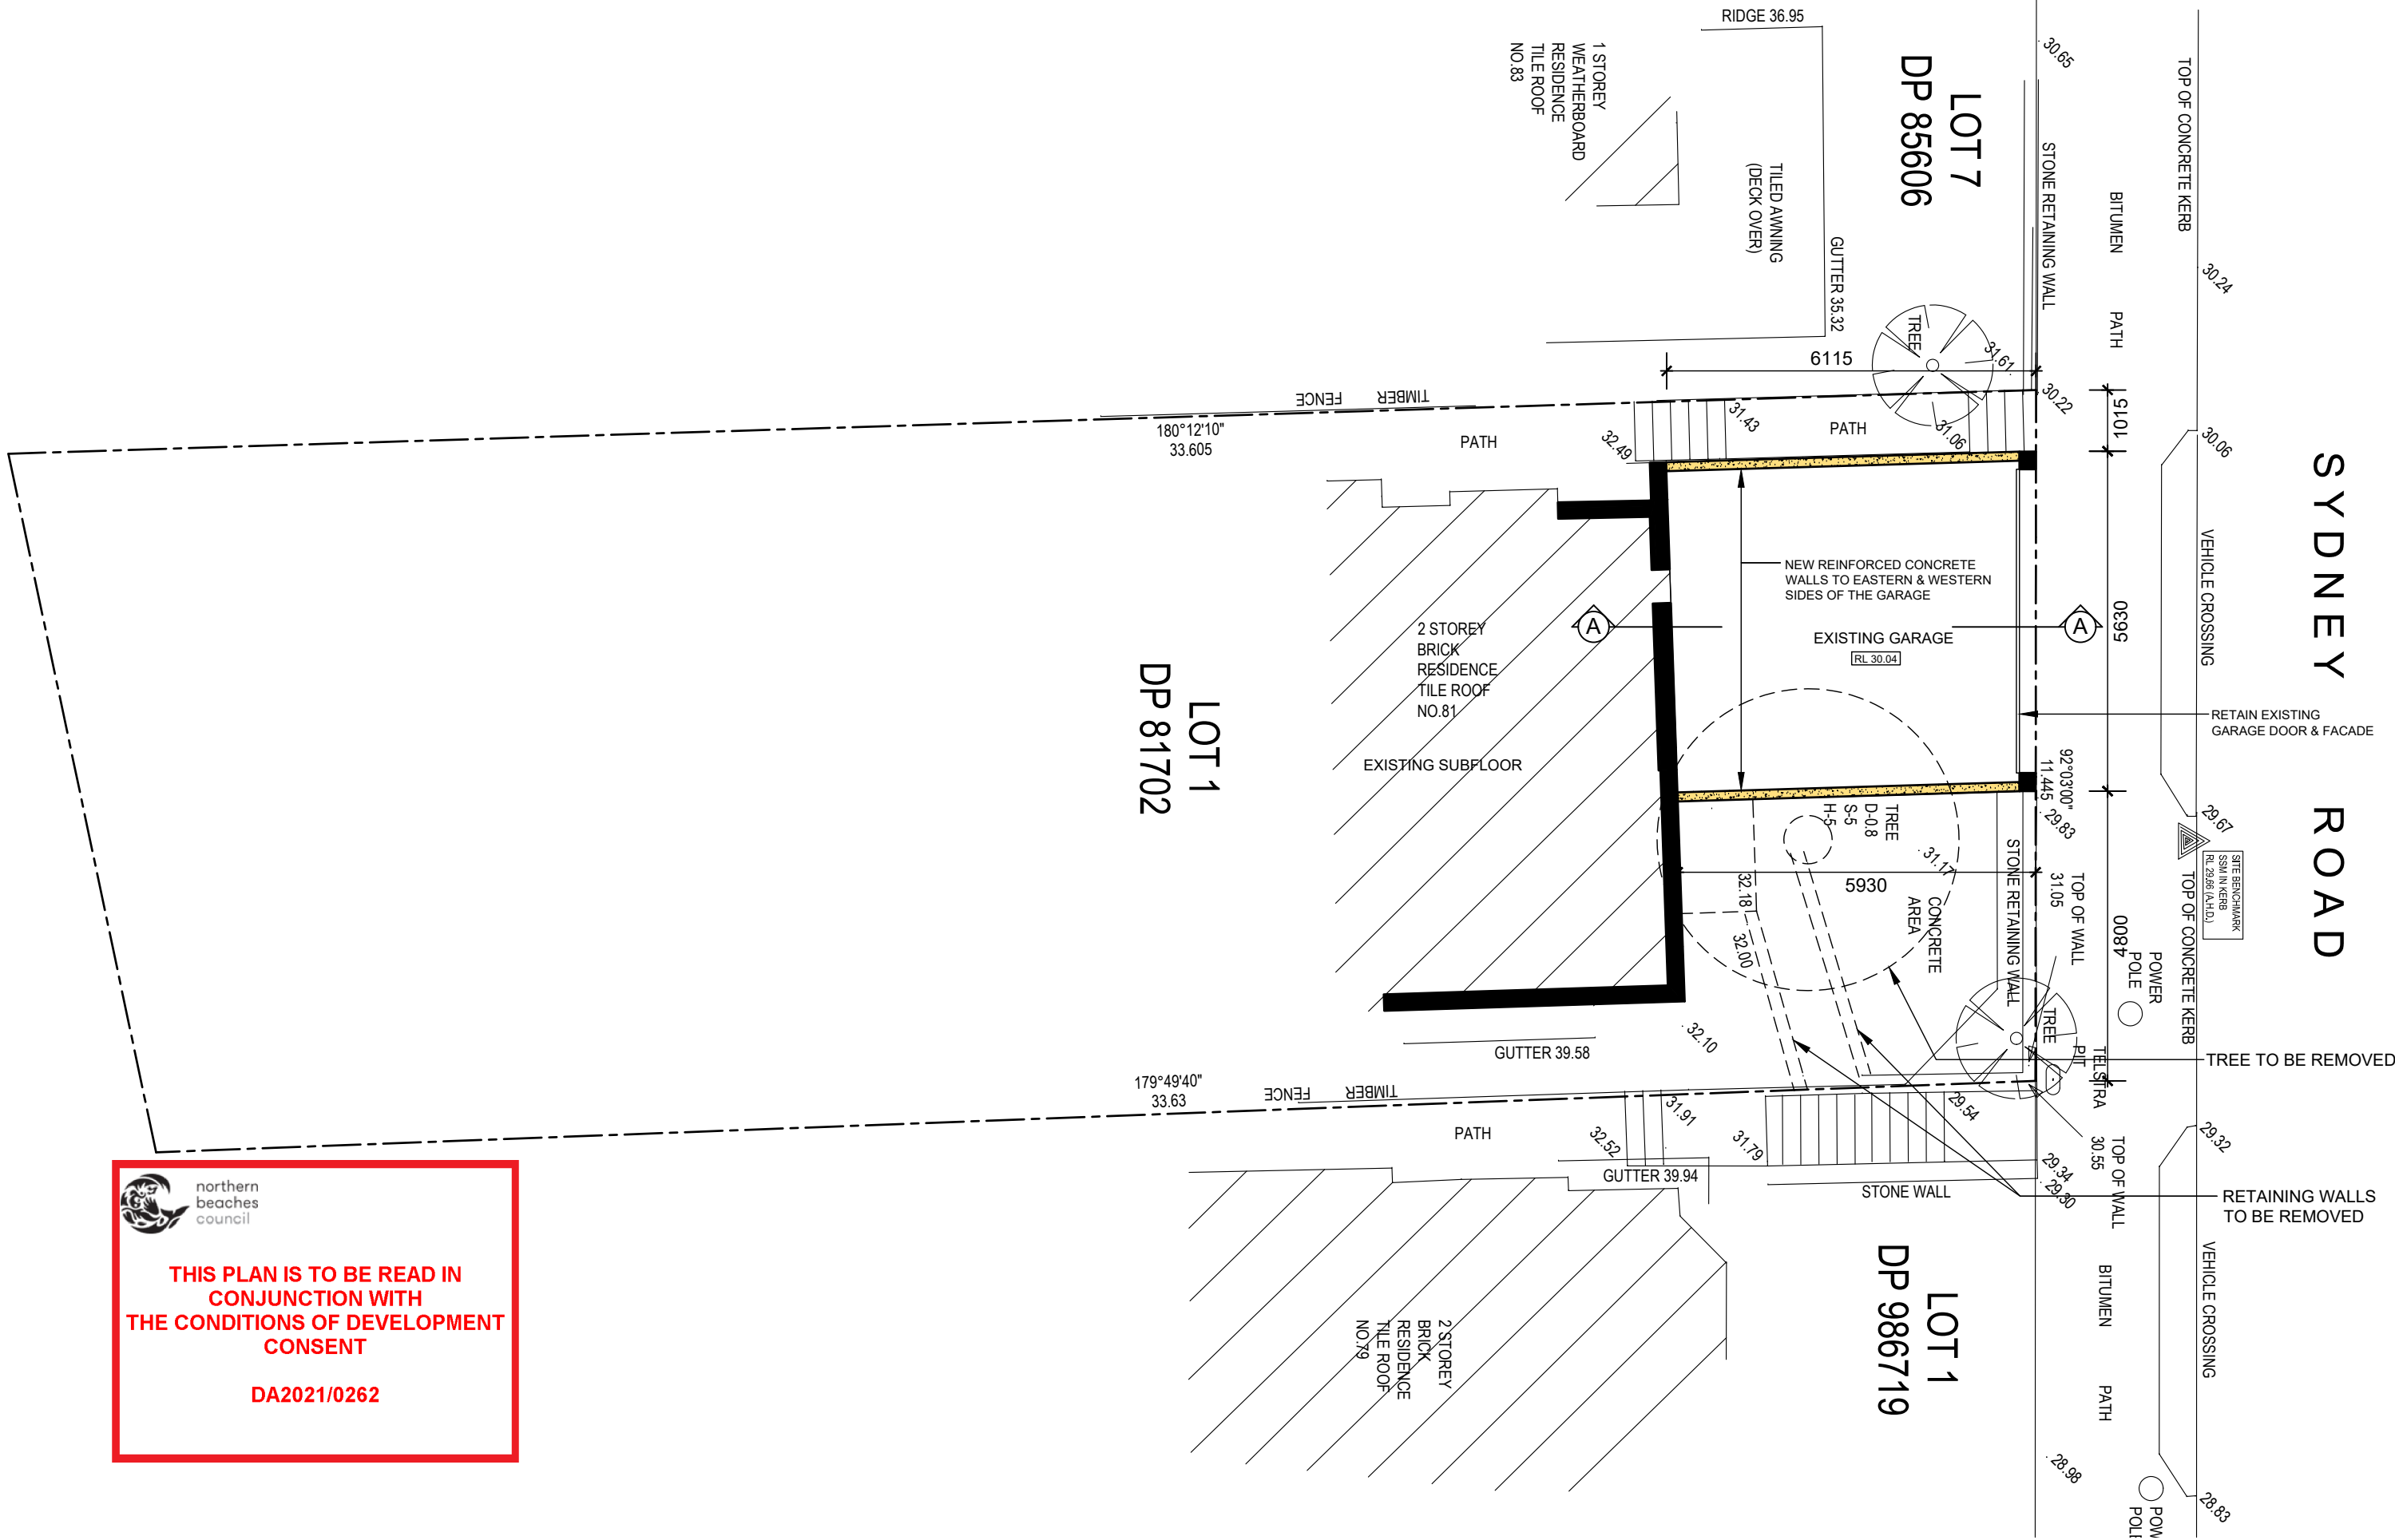 RIDGE 36.95
1 STOREY
WEATHERBOARD
RESIDENCE
TILE ROOF
NO.83
TILED AWNING
(DECK OVER)
GUTTER 35.32
LOT 7
DP 85606
30.65
STONE RETAINING WALL
TOP OF CONCRETE KERB
BITUMEN PATH
30.24
TREE
31.61
6115
30.22
1015
30.06
TIMBER FENCE
180°12'10"
33.605
PATH
32.49
31.43
PATH
31.06
SYDNEY ROAD
VEHICLE CROSSING
NEW REINFORCED CONCRETE
WALLS TO EASTERN & WESTERN
SIDES OF THE GARAGE
A
A
5630
EXISTING GARAGE
RL 30.04
2 STOREY
BRICK
RESIDENCE
TILE ROOF
NO.81
EXISTING SUBFLOOR
LOT 1
DP 81702
RETAIN EXISTING
GARAGE DOOR & FACADE
92°03'00"
11.445
29.83
29.67
SITE BENCHMARK
SSM IN KERB
RL 29.66 (A.H.D.)
TREE
D-0.8
S-5
H-5
31.17
5930
32.18
32.00
CONCRETE
AREA
STONE RETAINING WALL
TOP OF WALL
31.05
4800
POWER
POLE
TOP OF CONCRETE KERB
TREE
TELSTRA
PIT
TREE TO BE REMOVED
32.10
GUTTER 39.58
179°49'40"
33.63
TIMBER FENCE
PATH
32.52
31.91
31.79
29.54
TOP OF WALL
30.55
29.32
29.34
29.30
GUTTER 39.94
STONE WALL
RETAINING WALLS
TO BE REMOVED
LOT 1
DP 986719
BITUMEN PATH
VEHICLE CROSSING
2 STOREY
BRICK
RESIDENCE
TILE ROOF
NO.79
28.98
28.83
POW
POLE
northern
beaches
council
THIS PLAN IS TO BE READ IN
CONJUNCTION WITH
THE CONDITIONS OF DEVELOPMENT
CONSENT
DA2021/0262